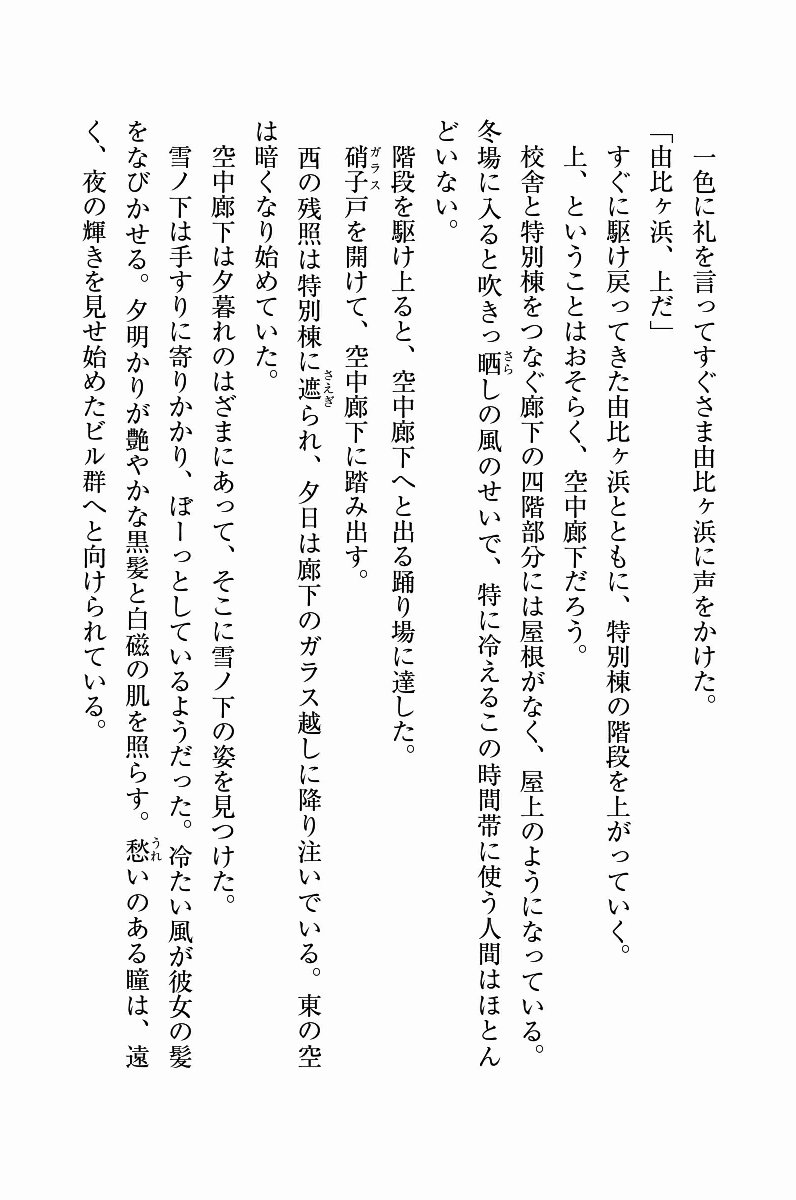 一色に礼を言ってすぐさま由比ヶ浜に声をかけた。
「由比ヶ浜、上だ」
すぐに駆け戻ってきた由比ヶ浜とともに、特別棟の階段を上がっていく。
上、ということはおそらく、空中廊下だろう。
校舎と特別棟をつなぐ廊下の四階部分には屋根がなく、屋上のようになっている。
冬場に入ると吹きっ晒しの風のせいで、特に冷えるこの時間帯に使う人間はほとん
さら
どいない。
階段を駆け上ると、空中廊下へと出る踊り場に達した。
硝子戸を開けて、空中廊下に踏み出す。
ガラス
西の残照は特別棟に遮られ、夕日は廊下のガラス越しに降り注いでいる。東の空
さえぎ
は暗くなり始めていた。
空中廊下は夕暮れのはざまにあって、そこに雪ノ下の姿を見つけた。
雪ノ下は手すりに寄りかかり、ぼーっとしているようだった。冷たい風が彼女の髪
をなびかせる。夕明かりが艶やかな黒髪と白磁の肌を照らす。愁いのある瞳は、遠
うれ
く、夜の輝きを見せ始めたビル群へと向けられている。